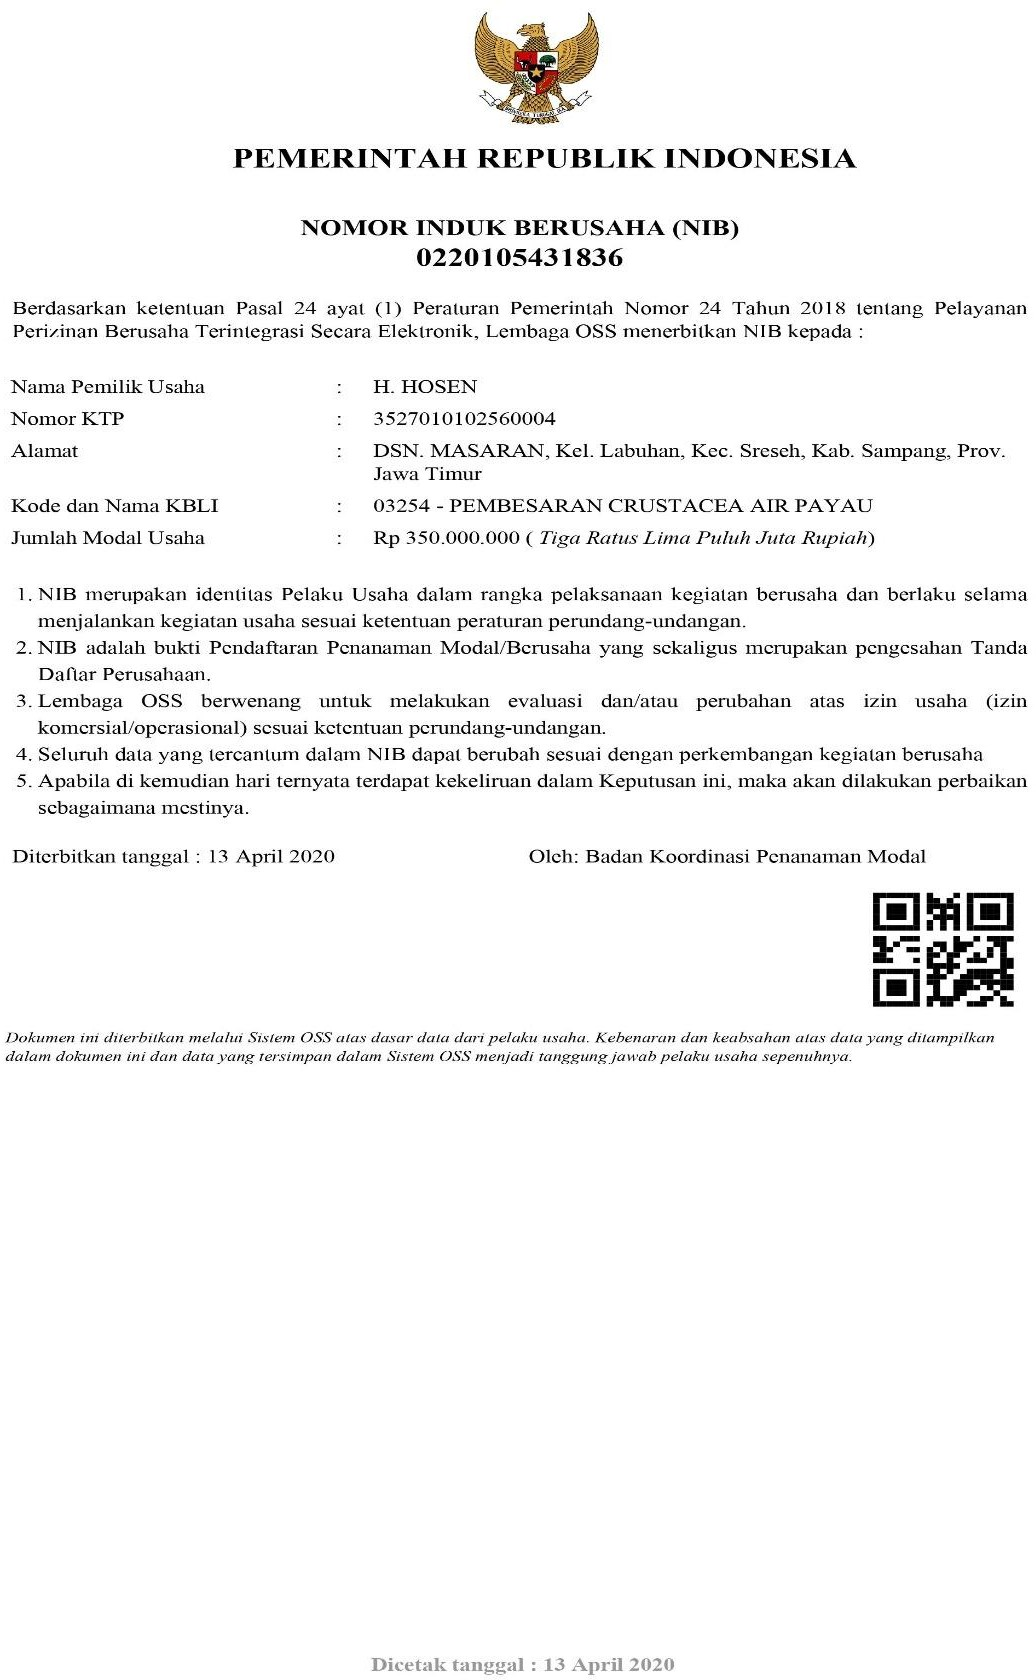 PEMERINTAH REPUBLIK INDONESIA
NOMOR INDUK BERUSAHA (NIB)
0220105431836
Berdasarkan ketentuan Pasal 24 ayat (1) Peraturan Pemerintah Nomor 24 Tahun 2018 tentang Pelayanan
Perizinan Berusaha Terintegrasi Secara Elektronik, Lembaga OSS menerbitkan NIB kepada :
Nama Pemilik Usaha : H. HOSEN
Nomor KTP : 3527010102560004
Alamat : DSN. MASARAN, Kel. Labuhan, Kec. Sreseh, Kab. Sampang, Prov.
Jawa Timur
Kode dan Nama KBLI : 03254 - PEMBESARAN CRUSTACEA AIR PAYAU
Jumlah Modal Usaha : Rp 350.000.000 ( Tiga Ratus Lima Puluh Juta Rupiah)
1. NIB merupakan identitas Pelaku Usaha dalam rangka pelaksanaan kegiatan berusaha dan berlaku selama
menjalankan kegiatan usaha sesuai ketentuan peraturan perundang-undangan.
2. NIB adalah bukti Pendaftaran Penanaman Modal/Berusaha yang sekaligus merupakan pengesahan Tanda
Daftar Perusahaan.
3. Lembaga OSS berwenang untuk melakukan evaluasi dan/atau perubahan atas izin usaha (izin
komersial/operasional) sesuai ketentuan perundang-undangan.
4. Seluruh data yang tercantum dalam NIB dapat berubah sesuai dengan perkembangan kegiatan berusaha
5. Apabila di kemudian hari ternyata terdapat kekeliruan dalam Keputusan ini, maka akan dilakukan perbaikan
sebagaimana mestinya.
Diterbitkan tanggal : 13 April 2020 Oleh: Badan Koordinasi Penanaman Modal
Dokumen ini diterbitkan melalui Sistem OSS atas dasar data dari pelaku usaha. Kebenaran dan keabsahan atas data yang ditampilkan
dalam dokumen ini dan data yang tersimpan dalam Sistem OSS menjadi tanggung jawab pelaku usaha sepenuhnya.
Dicetak tanggal : 13 April 2020